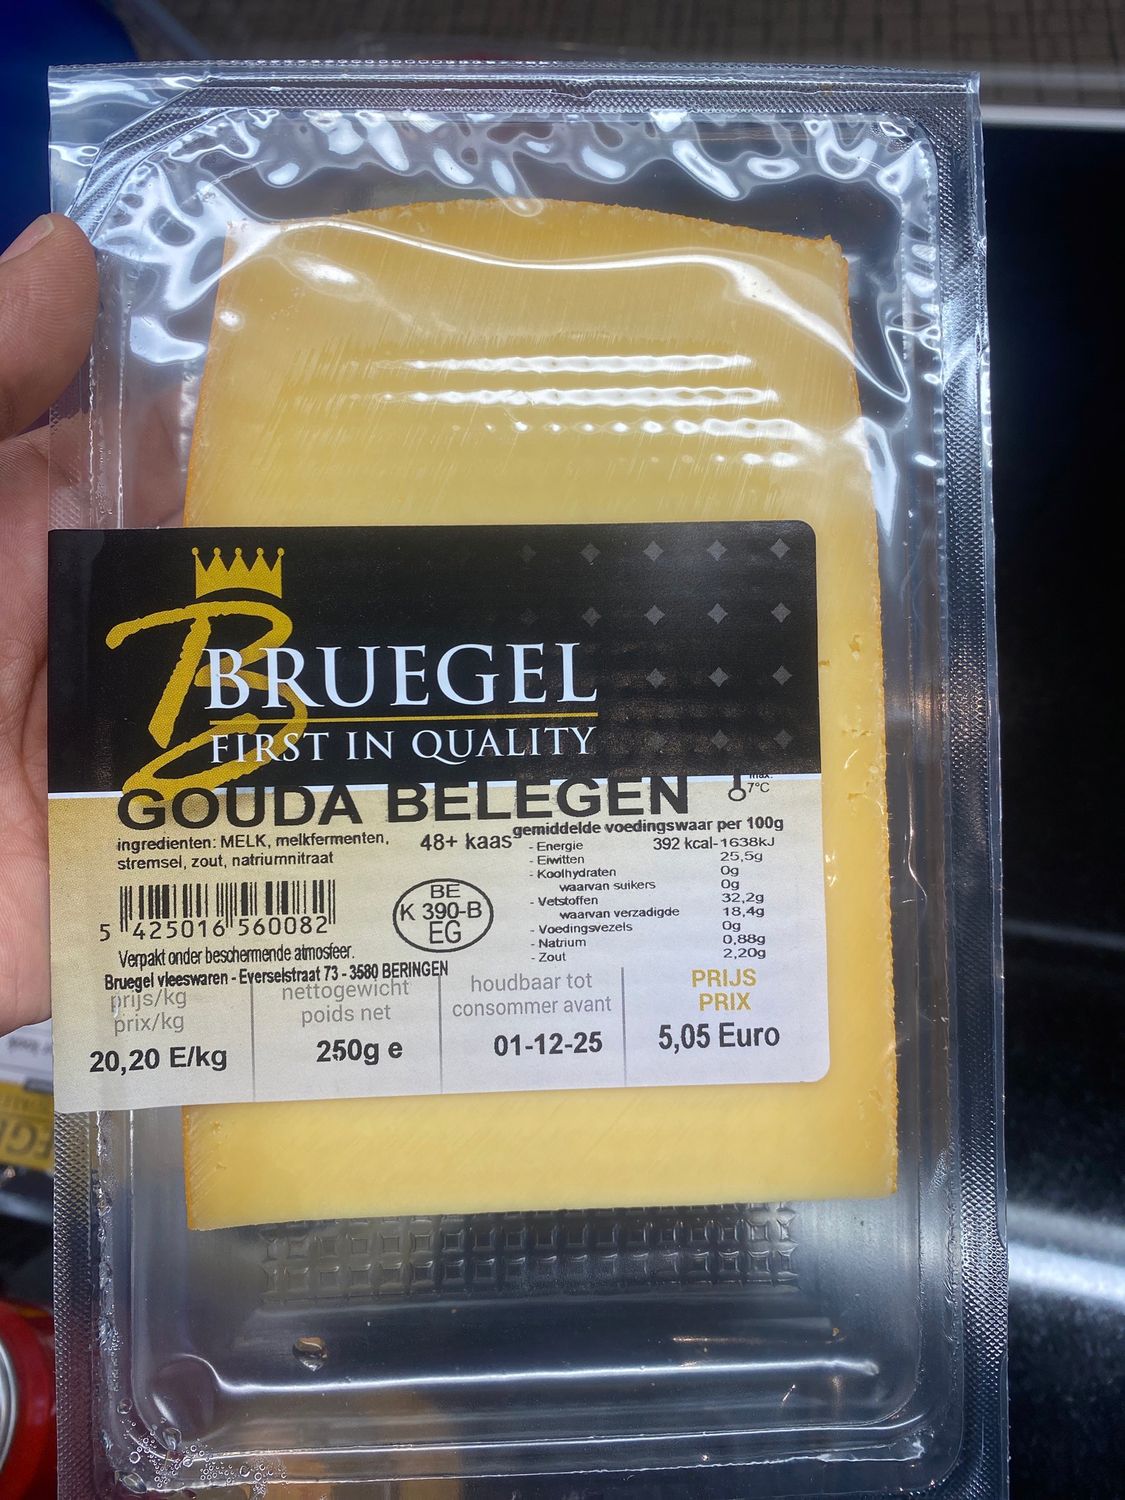 BRUEGEL
FIRST IN QUALITY
GOUDA BELEGEN
max.
7°C
ingredienten: MELK, melkfermenten,
stremsel, zout, natriumnitraat
48+ kaas
gemiddelde voedingswaar per 100g
- Energie 392 kcal-1638kJ
- Eiwitten 25,5g
- Koolhydraten 0g
waarvan suikers 0g
- Vetstoffen 32,2g
waarvan verzadigde 18,4g
- Voedingsvezels 0g
- Natrium 0,88g
- Zout 2,20g
5 425016 560082
BE
K 390-B
EG
Verpakt onder beschermende atmosfeer.
Bruegel vleeswaren - Everselstraat 73 - 3580 BERINGEN
prijs/kg
prix/kg
20,20 E/kg
nettogewicht
poids net
250g e
houdbaar tot
consommer avant
01-12-25
PRIJS
PRIX
5,05 Euro